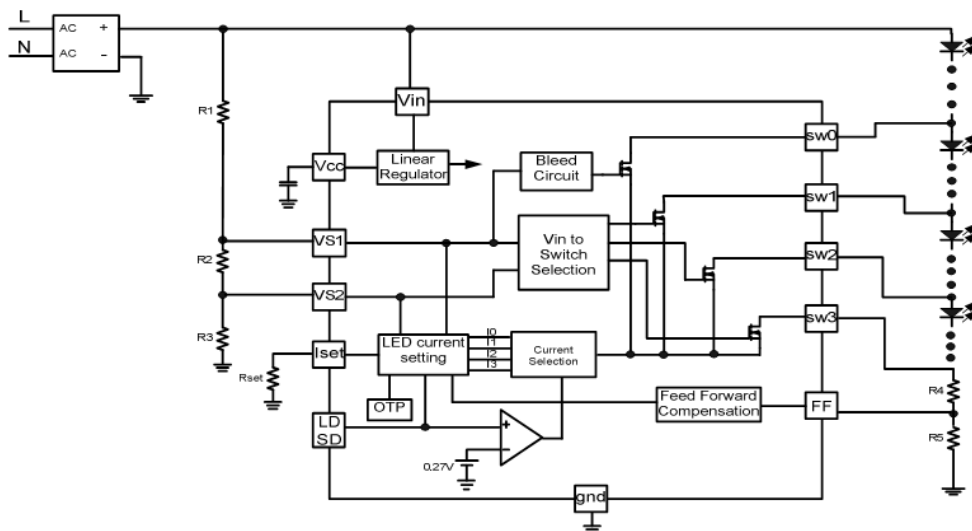 L
N
AC +
AC -
R1
R2
R3
Rset
Vin
Vcc
Linear
Regulator
Bleed
Circuit
sw0
sw1
VS1
Vin to
Switch
Selection
sw2
VS2
sw3
Iset
LED current
setting
I0
I1
I2
I3
Current
Selection
OTP
Feed Forward
Compensation
FF
R4
R5
LD
SD
+
-
0.27V
gnd